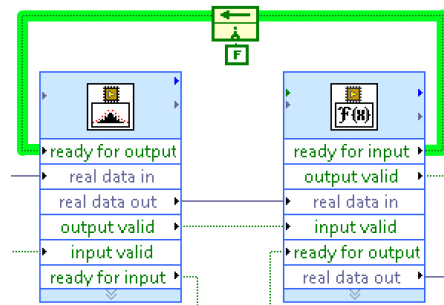 F
F(x)
ready for output
real data in
real data out
output valid
input valid
ready for input
ready for input
output valid
real data in
input valid
ready for output
real data out